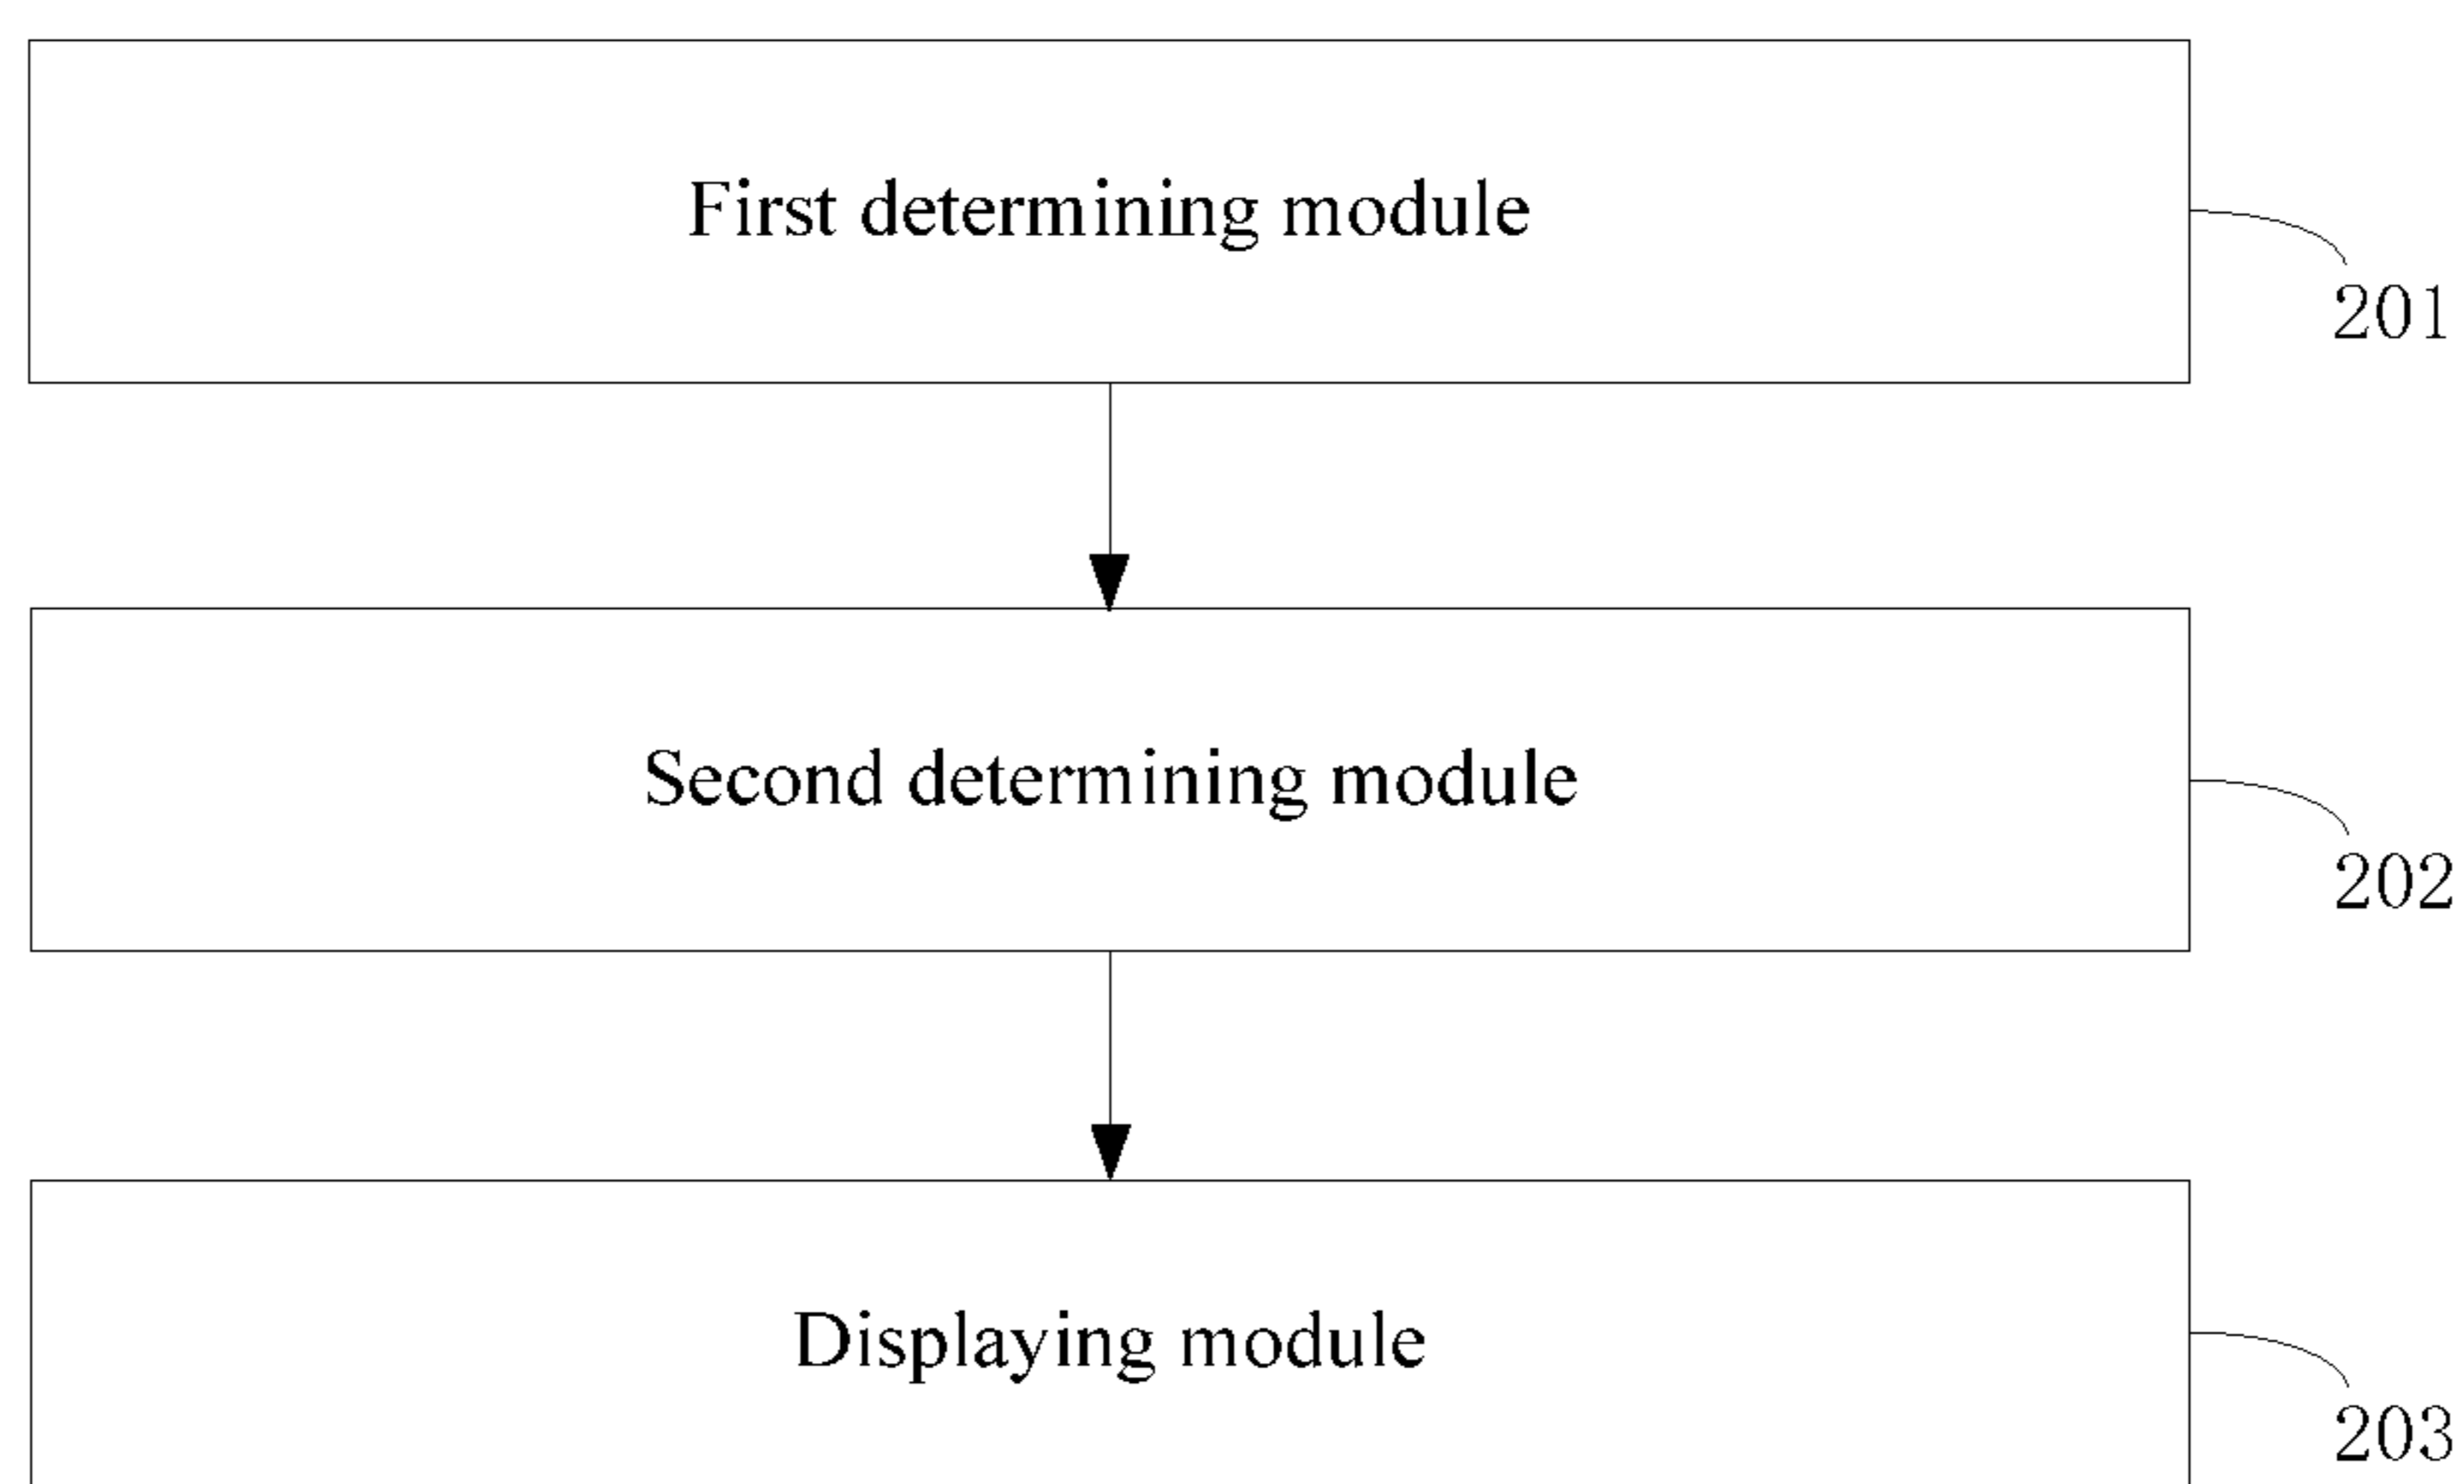 First determining module
201
Second determining module
202
Displaying module
203